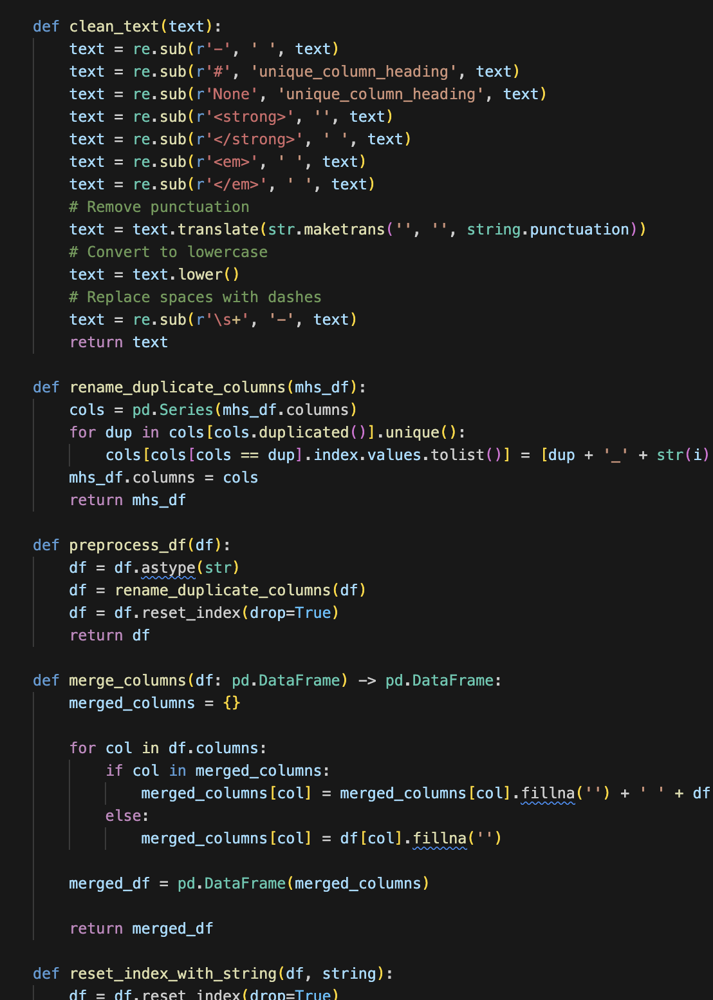 def clean_text(text):
    text = re.sub(r'-', ' ', text)
    text = re.sub(r'#', 'unique_column_heading', text)
    text = re.sub(r'None', 'unique_column_heading', text)
    text = re.sub(r'<strong>', '', text)
    text = re.sub(r'</strong>', ' ', text)
    text = re.sub(r'<em>', ' ', text)
    text = re.sub(r'</em>', ' ', text)
    # Remove punctuation
    text = text.translate(str.maketrans('', '', string.punctuation))
    # Convert to lowercase
    text = text.lower()
    # Replace spaces with dashes
    text = re.sub(r'\s+', '-', text)
    return text

def rename_duplicate_columns(mhs_df):
    cols = pd.Series(mhs_df.columns)
    for dup in cols[cols.duplicated()].unique():
        cols[cols[cols == dup].index.values.tolist()] = [dup + '_' + str(i)
    mhs_df.columns = cols
    return mhs_df

def preprocess_df(df):
    df = df.astype(str)
    df = rename_duplicate_columns(df)
    df = df.reset_index(drop=True)
    return df

def merge_columns(df: pd.DataFrame) -> pd.DataFrame:
    merged_columns = {}

    for col in df.columns:
        if col in merged_columns:
            merged_columns[col] = merged_columns[col].fillna('') + ' ' + df
        else:
            merged_columns[col] = df[col].fillna('')

    merged_df = pd.DataFrame(merged_columns)

    return merged_df

def reset_index_with_string(df, string):
    df = df.reset_index(drop=True)